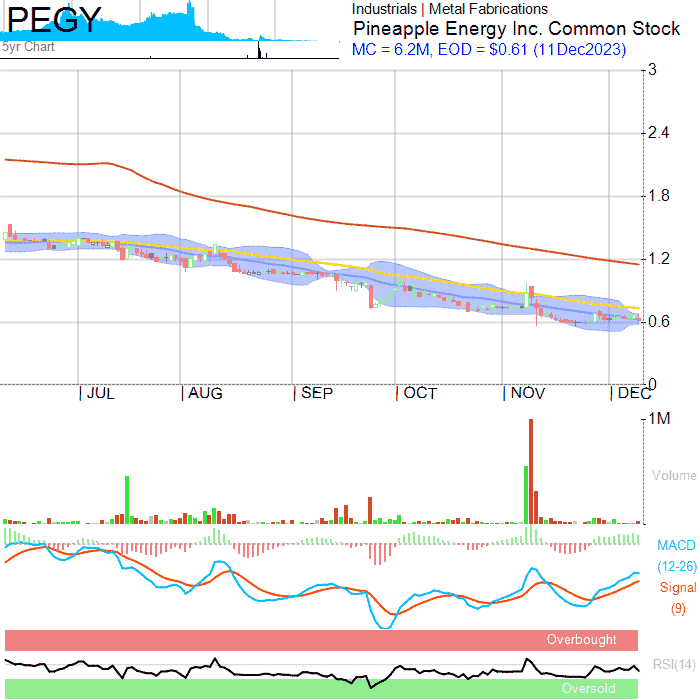 PEGY
5yr Chart
Industrials | Metal Fabrications
Pineapple Energy Inc. Common Stock
MC = 6.2M, EOD = $0.61 (11Dec2023)
3
2.4
1.8
1.2
0.6
0
JUL AUG SEP OCT NOV DEC
1M
Volume
MACD
(12-26)
Signal
(9)
Overbought
RSI(14)
Oversold